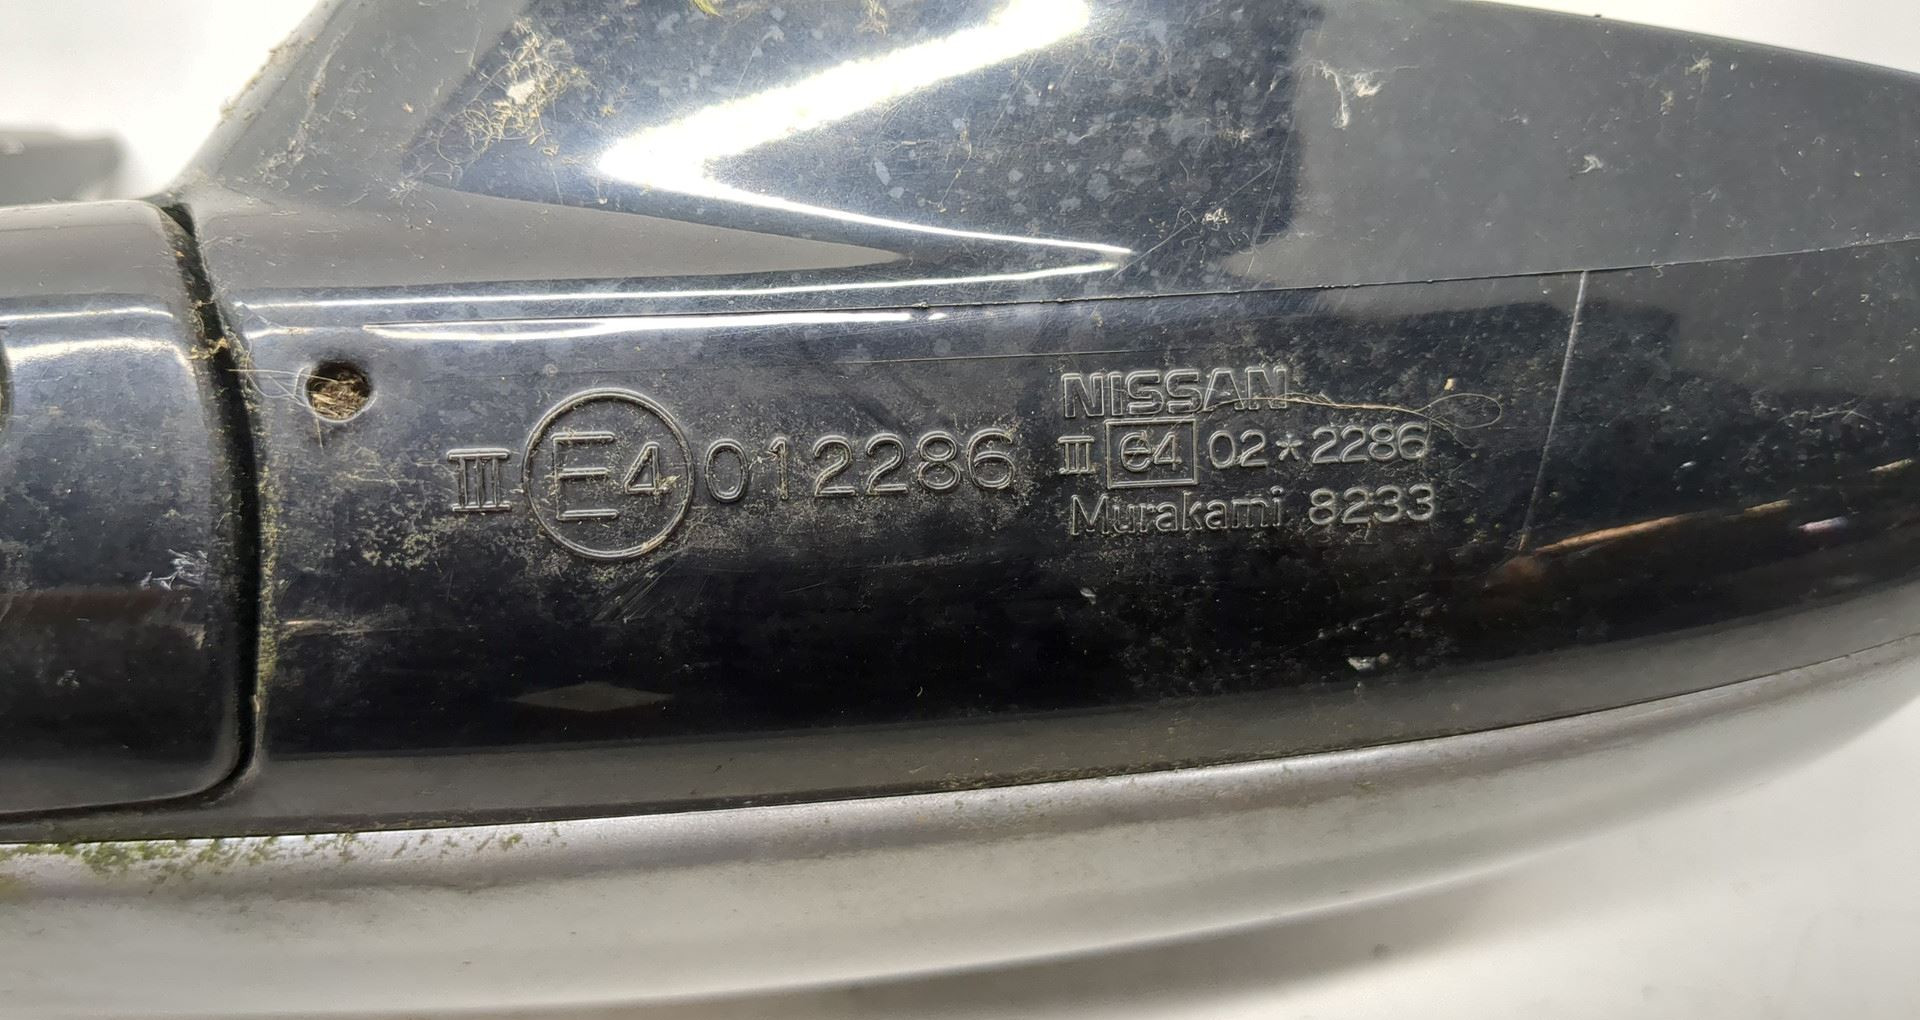 III E4 012286
NISSAN
III e4 02*2286
Murakami 8233